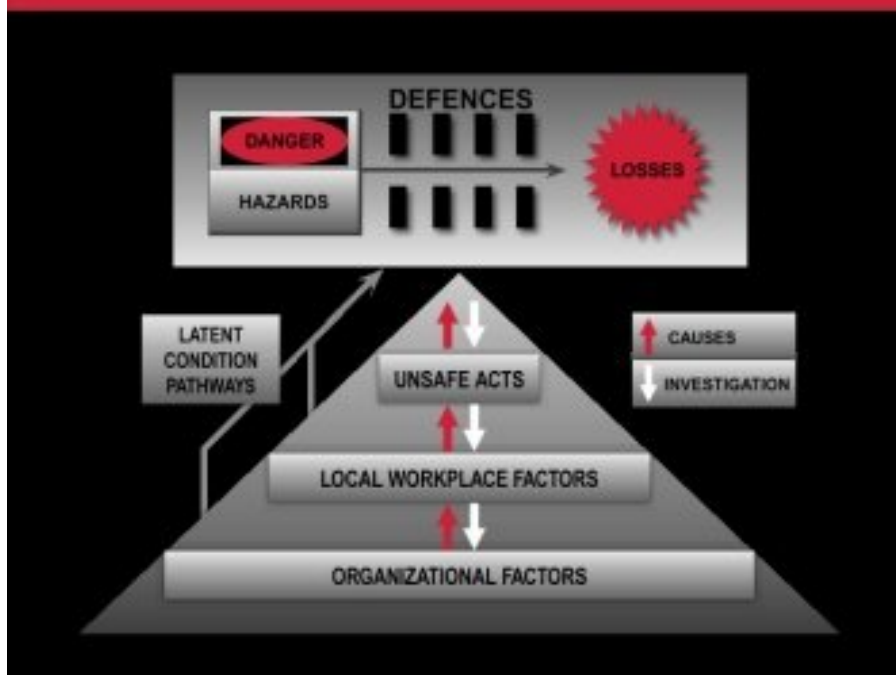 DEFENCES
DANGER
HAZARDS
LOSSES
LATENT
CONDITION
PATHWAYS
CAUSES
INVESTIGATION
UNSAFE ACTS
LOCAL WORKPLACE FACTORS
ORGANIZATIONAL FACTORS